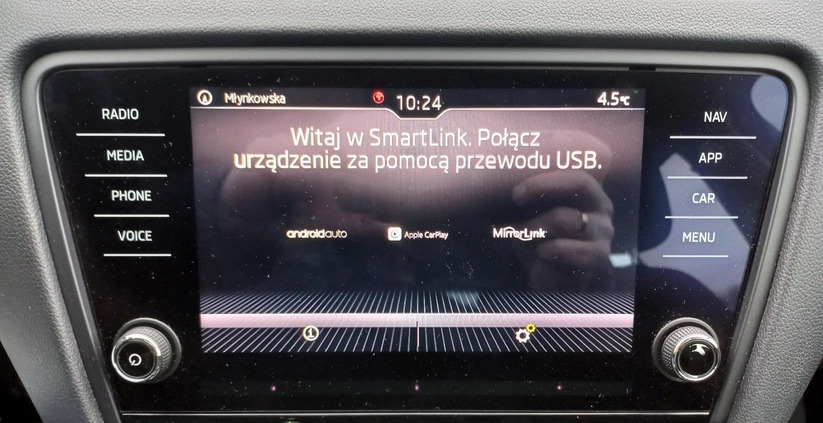 Młynkowska 10:24 4.5°C
RADIO
MEDIA
PHONE
VOICE
Witaj w SmartLink. Połącz
urządzenie za pomocą przewodu USB.
androidauto Apple CarPlay MirrorLink
NAV
APP
CAR
MENU